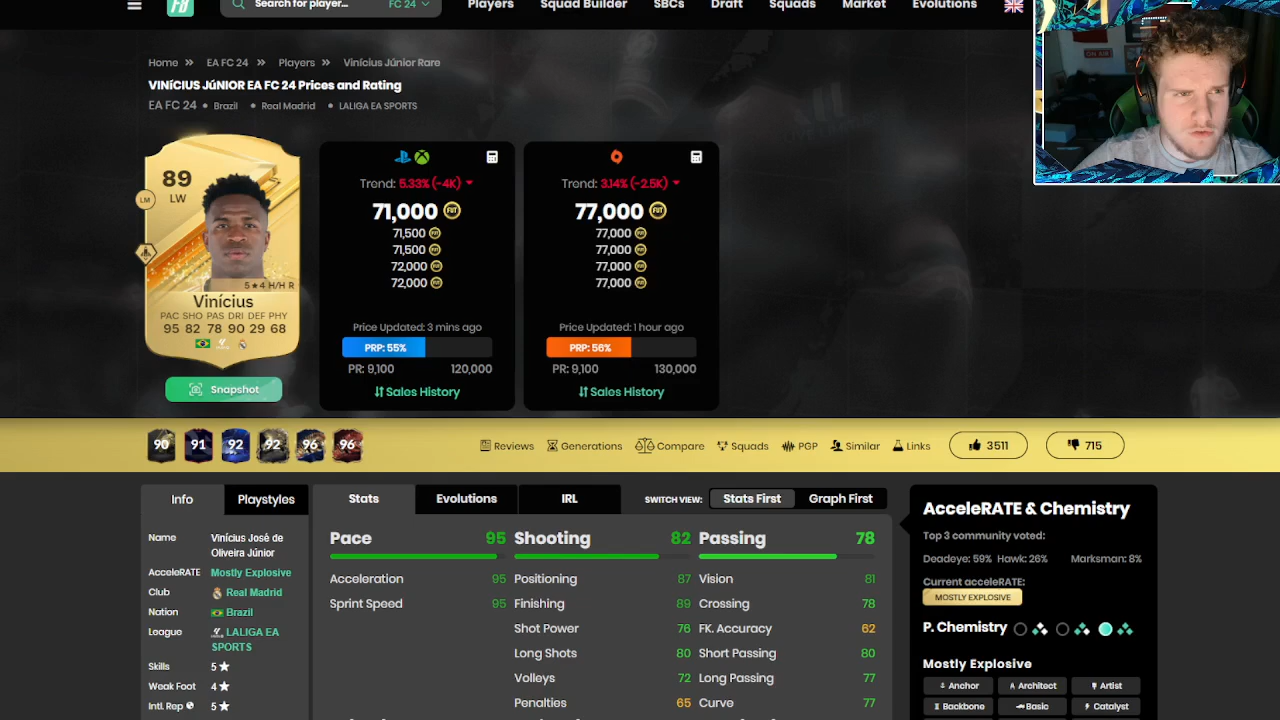 Search for player...
FC 24
Players
Squad Builder
SBCs
Draft
Squads
Market
Evolutions
ON AIR
Home » EA FC 24 » Players » Vinícius Júnior Rare
VINÍCIUS JúNIOR EA FC 24 Prices and Rating
EA FC 24 • Brazil • Real Madrid • LALIGA EA SPORTS
89
LW
LM
5★4 H/H R
Vinícius
PAC SHO PAS DRI DEF PHY
95 82 78 90 29 68
Snapshot
Trend: 5.33% (-4K)
71,000
71,500
71,500
72,000
72,000
Price Updated: 3 mins ago
PRP: 55%
PR: 9,100 120,000
Sales History
Trend: 3.14% (-2.5K)
77,000
77,000
77,000
77,000
77,000
Price Updated: 1 hour ago
PRP: 56%
PR: 9,100 130,000
Sales History
90 91 92 92 96 96
Reviews
Generations
Compare
Squads
PGP
Similar
Links
3511
715
Info
Playstyles
Name Vinícius José de
Oliveira Júnior
AcceleRATE Mostly Explosive
Club Real Madrid
Nation Brazil
League LALIGA EA
SPORTS
Skills 5★
Weak Foot 4★
Intl. Rep 5★
Stats
Evolutions
IRL
SWITCH VIEW: Stats First Graph First
Pace 95
Acceleration 95
Sprint Speed 95
Shooting 82
Positioning 87
Finishing 89
Shot Power 76
Long Shots 80
Volleys 72
Penalties 65
Passing 78
Vision 81
Crossing 78
FK. Accuracy 62
Short Passing 80
Long Passing 77
Curve 77
AcceleRATE & Chemistry
Top 3 community voted:
Deadeye: 59% Hawk: 26% Marksman: 8%
Current acceleRATE:
MOSTLY EXPLOSIVE
P. Chemistry
Mostly Explosive
Anchor
Architect
Artist
Backbone
Basic
Catalyst